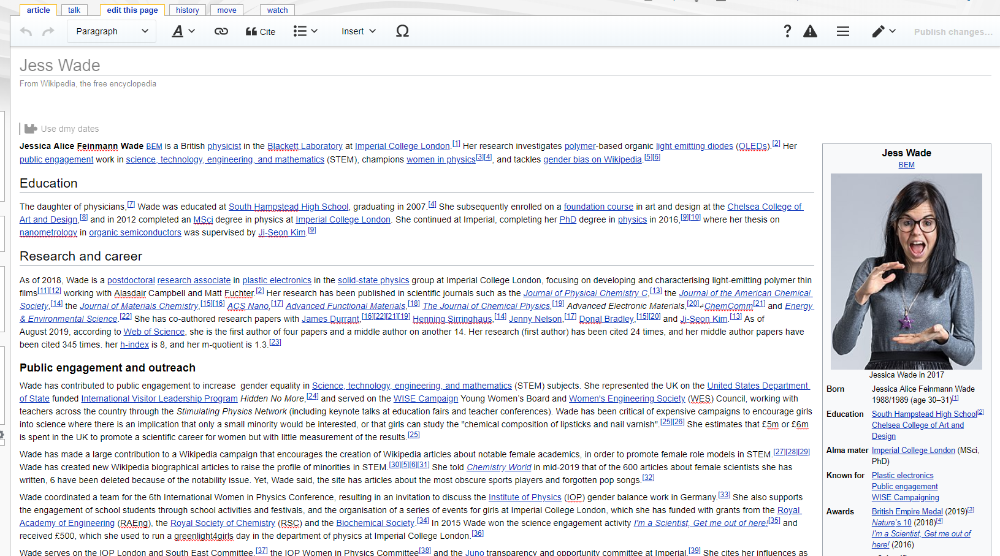 article talk edit this page history move watch
Paragraph A Cite Insert Ω ? Publish changes...
Jess Wade
From Wikipedia, the free encyclopedia
Use dmy dates
Jessica Alice Feinmann Wade BEM is a British physicist in the Blackett Laboratory at Imperial College London.[1] Her research investigates polymer-based organic light emitting diodes (OLEDs).[2] Her
public engagement work in science, technology, engineering, and mathematics (STEM), champions women in physics[3][4], and tackles gender bias on Wikipedia.[5][6]
Education
The daughter of physicians,[7] Wade was educated at South Hampstead High School, graduating in 2007.[4] She subsequently enrolled on a foundation course in art and design at the Chelsea College of
Art and Design,[8] and in 2012 completed an MSci degree in physics at Imperial College London. She continued at Imperial, completing her PhD degree in physics in 2016,[9][10] where her thesis on
nanometrology in organic semiconductors was supervised by Ji-Seon Kim.[9]
Research and career
As of 2018, Wade is a postdoctoral research associate in plastic electronics in the solid-state physics group at Imperial College London, focusing on developing and characterising light-emitting polymer thin
films[11][12] working with Alasdair Campbell and Matt Fuchter.[2] Her research has been published in scientific journals such as the Journal of Physical Chemistry C,[13] the Journal of the American Chemical
Society,[14] the Journal of Materials Chemistry,[15][16] ACS Nano,[17] Advanced Functional Materials,[18] The Journal of Chemical Physics,[19] Advanced Electronic Materials,[20]↵ChemComm[21] and Energy
& Environmental Science.[22] She has co-authored research papers with James Durrant,[16][22][21][19] Henning Sirringhaus,[14] Jenny Nelson,[17] Donal Bradley,[15][20] and Ji-Seon Kim.[13] As of
August 2019, according to Web of Science, she is the first author of four papers and a middle author on another 14. Her research (first author) has been cited 24 times, and her middle author papers have
been cited 345 times. her h-index is 8, and her m-quotient is 1.3.[23]
Public engagement and outreach
Wade has contributed to public engagement to increase gender equality in Science, technology, engineering, and mathematics (STEM) subjects. She represented the UK on the United States Department
of State funded International Visitor Leadership Program Hidden No More,[24] and served on the WISE Campaign Young Women's Board and Women's Engineering Society (WES) Council, working with
teachers across the country through the Stimulating Physics Network (including keynote talks at education fairs and teacher conferences). Wade has been critical of expensive campaigns to encourage girls
into science where there is an implication that only a small minority would be interested, or that girls can study the "chemical composition of lipsticks and nail varnish".[25][26] She estimates that £5m or £6m
is spent in the UK to promote a scientific career for women but with little measurement of the results.[25]
Wade has made a large contribution to a Wikipedia campaign that encourages the creation of Wikipedia articles about notable female academics, in order to promote female role models in STEM.[27][28][29]
Wade has created new Wikipedia biographical articles to raise the profile of minorities in STEM.[30][5][6][31] She told Chemistry World in mid-2019 that of the 600 articles about female scientists she has
written, 6 have been deleted because of the notability issue. Yet, Wade said, the site has articles about the most obscure sports players and forgotten pop songs.[32]
Wade coordinated a team for the 6th International Women in Physics Conference, resulting in an invitation to discuss the Institute of Physics (IOP) gender balance work in Germany.[33] She also supports
the engagement of school students through school activities and festivals, and the organisation of a series of events for girls at Imperial College London, which she has funded with grants from the Royal
Academy of Engineering (RAEng), the Royal Society of Chemistry (RSC) and the Biochemical Society.[34] In 2015 Wade won the science engagement activity I'm a Scientist, Get me out of here![35] and
received £500, which she used to run a greenlight4girls day in the department of physics at Imperial College London.[36]
Wade serves on the IOP London and South East Committee,[37] the IOP Women in Physics Committee[38] and the Juno transparency and opportunity committee at Imperial.[39] She cites her influences as
Jess Wade
BEM
Jessica Wade in 2017
Born Jessica Alice Feinmann Wade
1988/1989 (age 30–31)[1]
Education South Hampstead High School[2]
Chelsea College of Art and
Design
Alma mater Imperial College London (MSci,
PhD)
Known for Plastic electronics
Public engagement
WISE Campaigning
Awards British Empire Medal (2019)[3]
Nature's 10 (2018)[4]
I'm a Scientist, Get me out of
here! (2016)